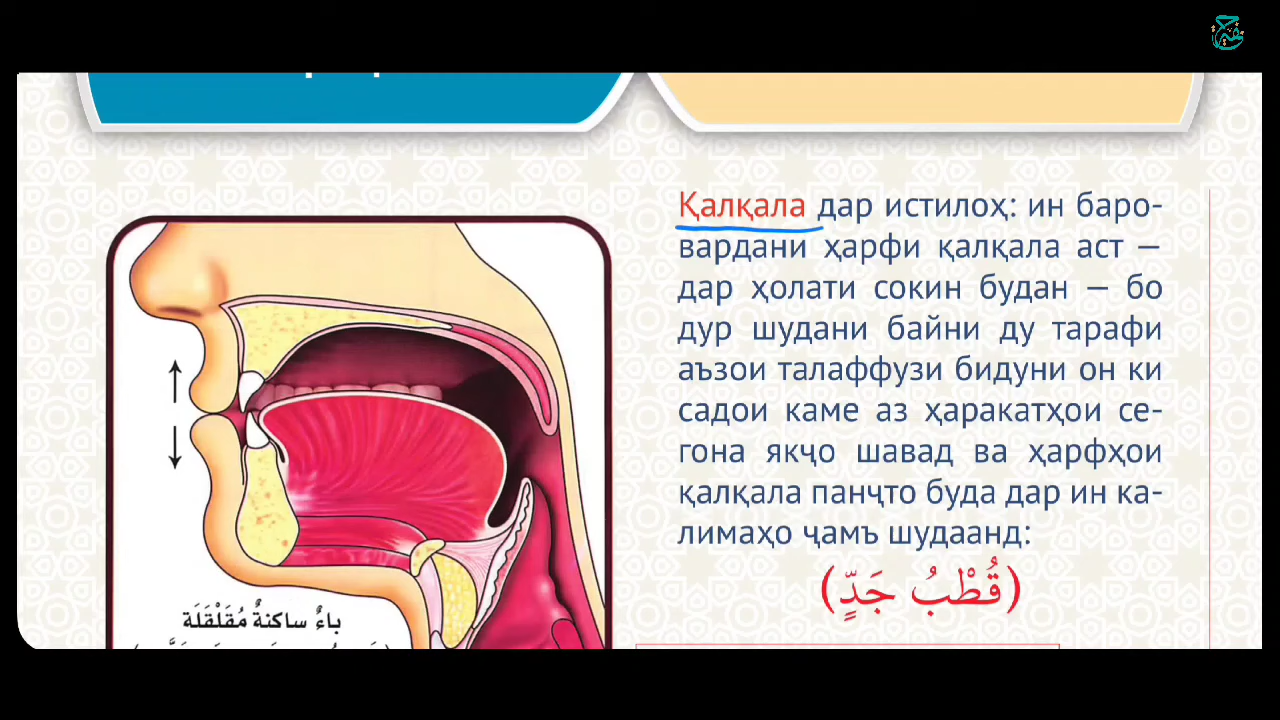 Қалқала дар истилоҳ: ин баро-
вардани ҳарфи қалқала аст —
дар ҳолати сокин будан — бо
дур шудани байни ду тарафи
аъзои талаффузи бидуни он ки
садои каме аз ҳаракатҳои се-
гона якҷо шавад ва ҳарфҳои
қалқала панҷто буда дар ин ка-
лимаҳо ҷамъ шудаанд:
(قُطْبُ جَدٍّ)
باءٌ ساكنةٌ مُقَلْقَلَة